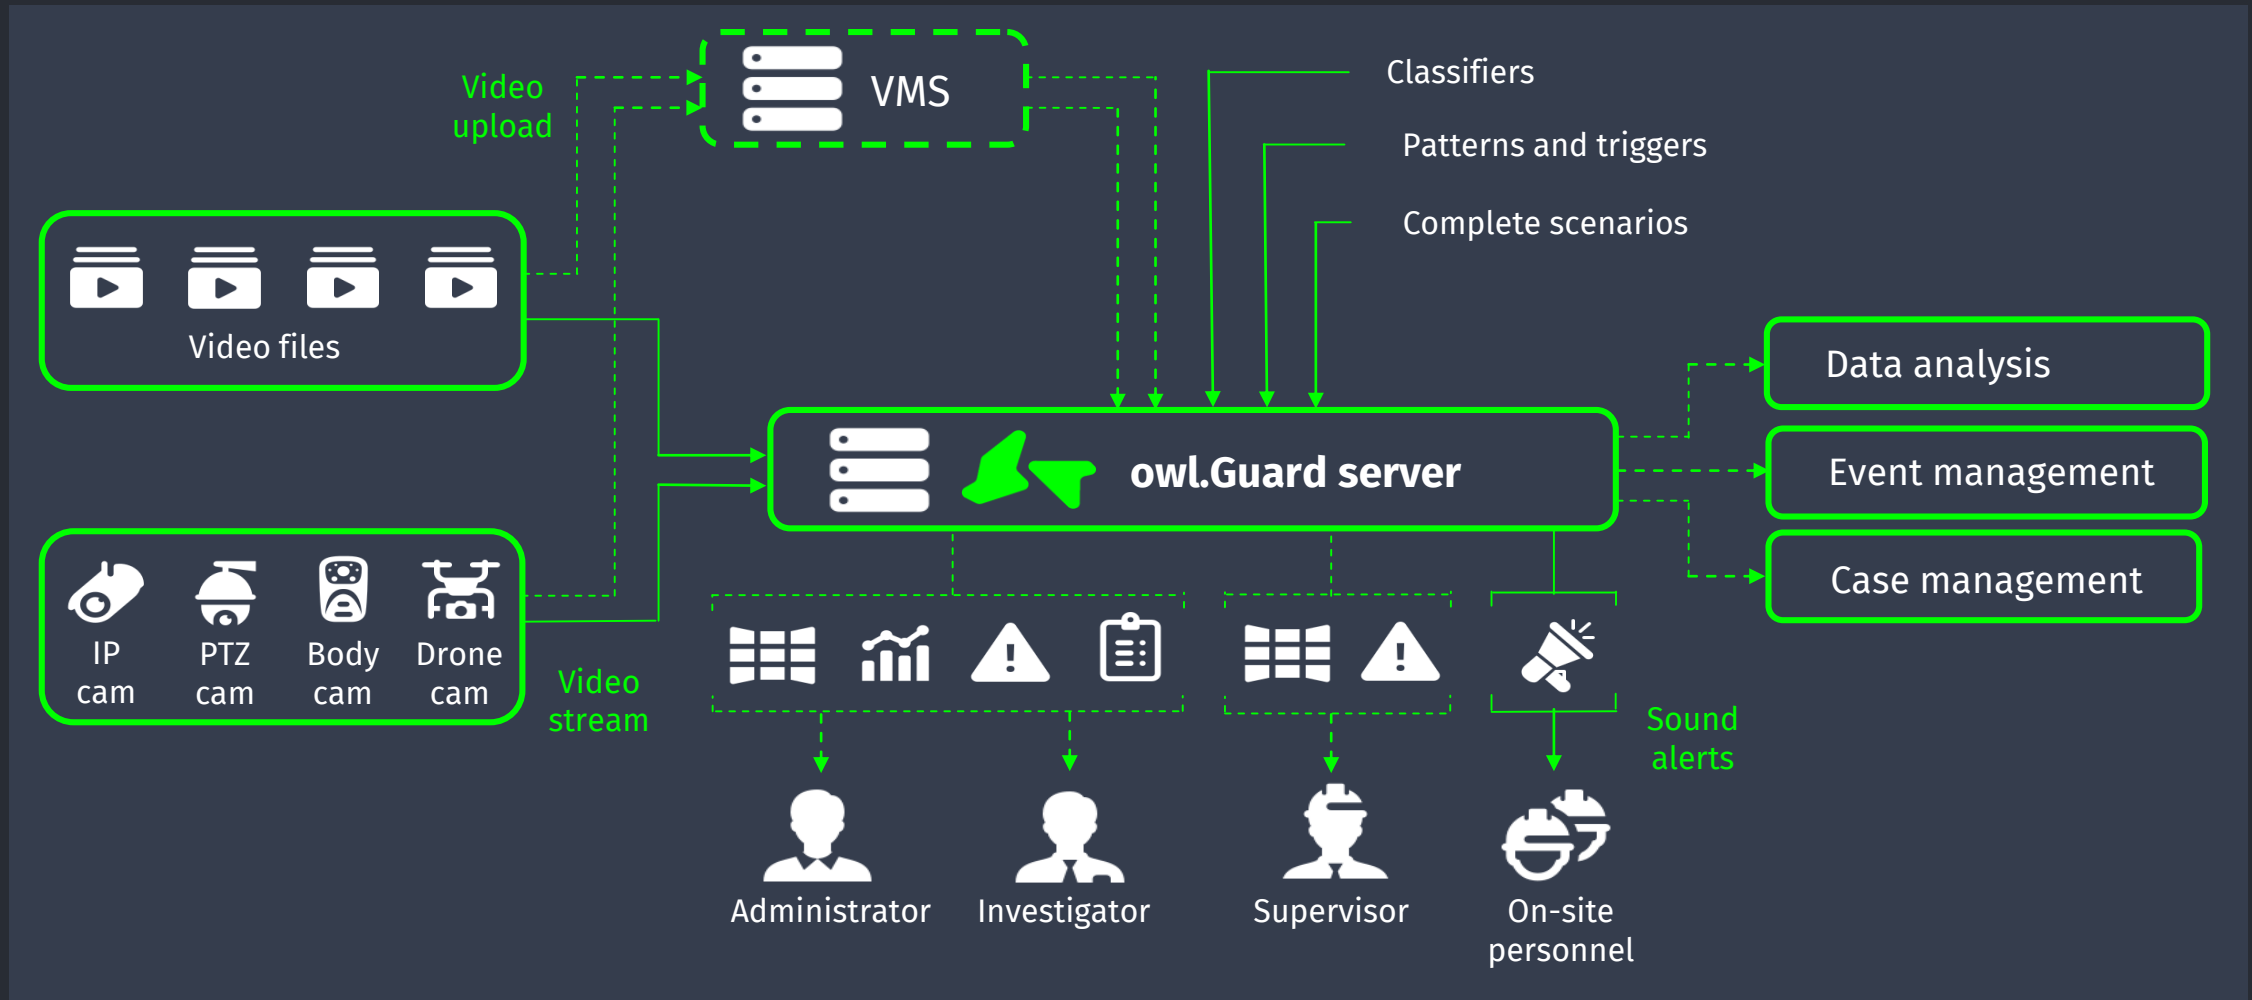 Video
upload
VMS
Classifiers
Patterns and triggers
Complete scenarios
Video files
Data analysis
owl.Guard server
Event management
Case management
IP
cam
PTZ
cam
Body
cam
Drone
cam
Video
stream
Sound
alerts
Administrator
Investigator
Supervisor
On-site
personnel